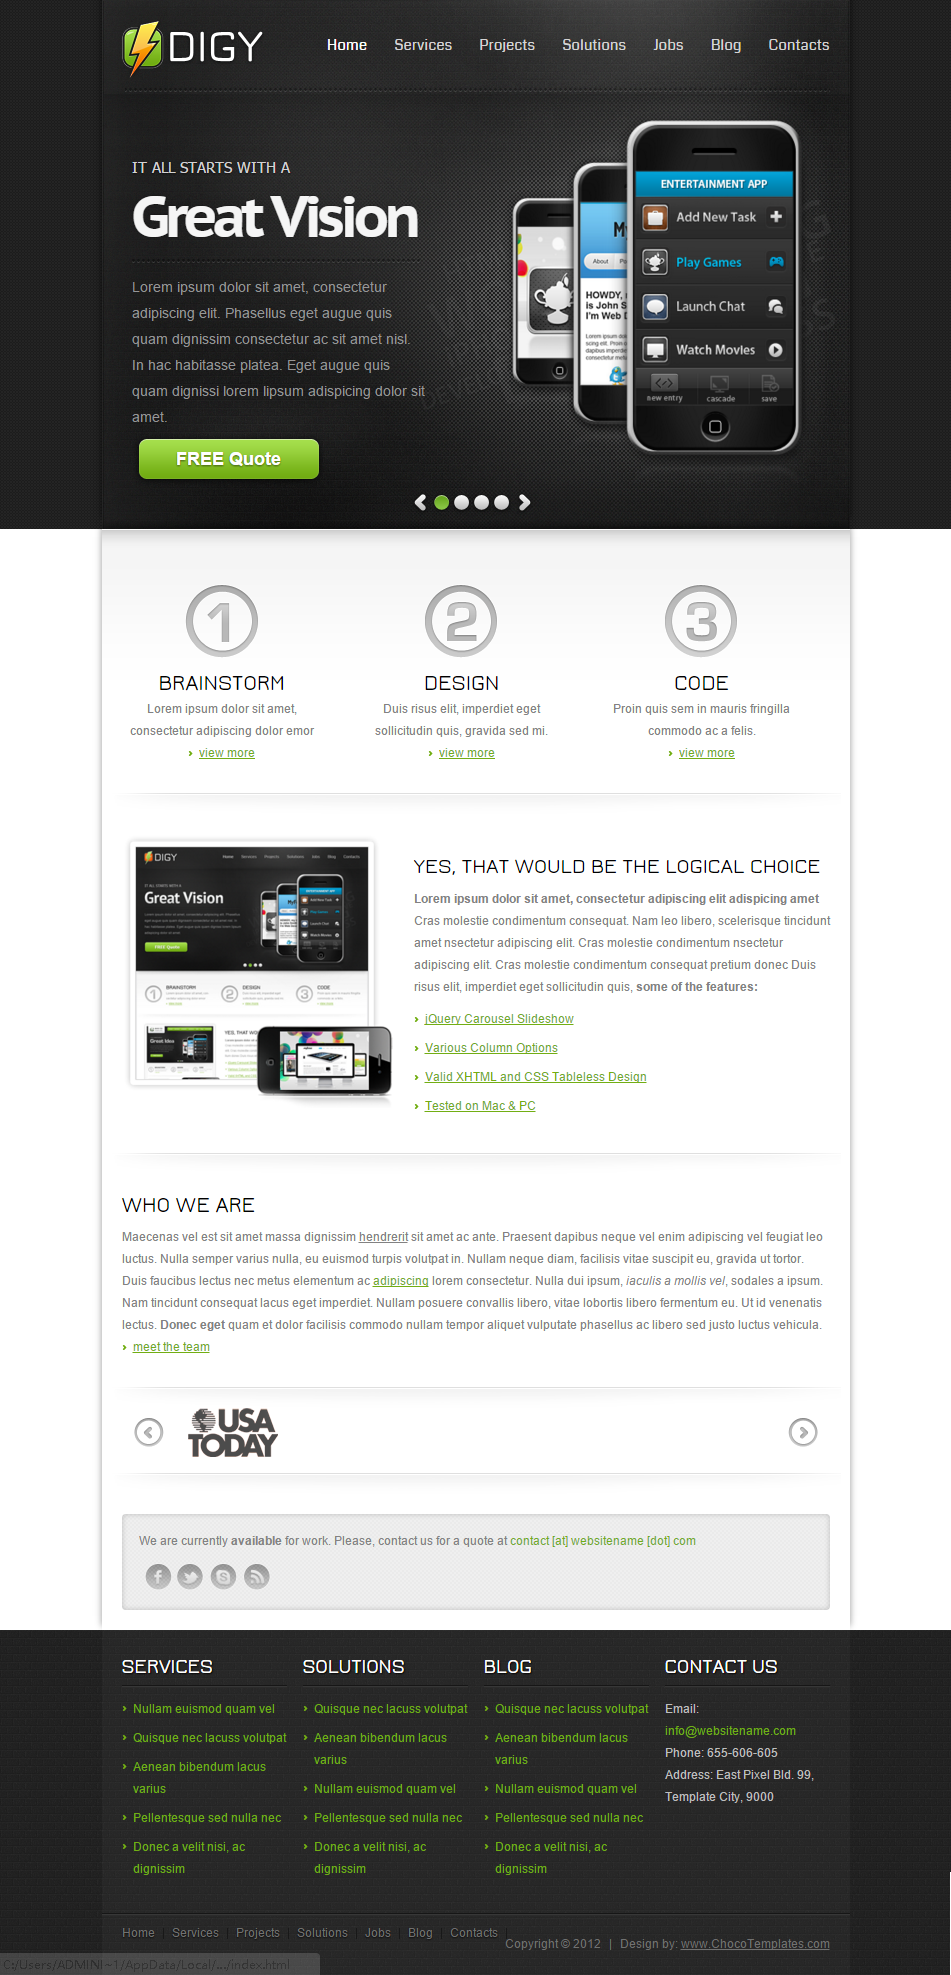 DIGY
Home Services Projects Solutions Jobs Blog Contacts
IT ALL STARTS WITH A
Great Vision
Lorem ipsum dolor sit amet, consectetur
adipiscing elit. Phasellus eget augue quis
quam dignissim consectetur ac sit amet nisl.
In hac habitasse platea. Eget augue quis
quam dignissi lorem lipsum adispicing dolor sit
amet.
FREE Quote
ENTERTAINMENT APP
Add New Task
Play Games
Launch Chat
Watch Movies
new entry cascade save
My
About
HOWDY,
is John S
I'm Web D
1
2
3
BRAINSTORM
Lorem ipsum dolor sit amet,
consectetur adipiscing dolor emor
view more
DESIGN
Duis risus elit, imperdiet eget
sollicitudin quis, gravida sed mi.
view more
CODE
Proin quis sem in mauris fringilla
commodo ac a felis.
view more
DIGY
Great Vision
FREE Quote
BRAINSTORM DESIGN CODE
YES, THAT WOULD BE THE LOGICAL CHOICE
Lorem ipsum dolor sit amet, consectetur adipiscing elit adispicing amet
Cras molestie condimentum consequat. Nam leo libero, scelerisque tincidunt
amet nsectetur adipiscing elit. Cras molestie condimentum nsectetur
adipiscing elit. Cras molestie condimentum consequat pretium donec Duis
risus elit, imperdiet eget sollicitudin quis, some of the features:
jQuery Carousel Slideshow
Various Column Options
Valid XHTML and CSS Tableless Design
Tested on Mac & PC
WHO WE ARE
Maecenas vel est sit amet massa dignissim hendrerit sit amet ac ante. Praesent dapibus neque vel enim adipiscing vel feugiat leo
luctus. Nulla semper varius nulla, eu euismod turpis volutpat in. Nullam neque diam, facilisis vitae suscipit eu, gravida ut tortor.
Duis faucibus lectus nec metus elementum ac adipiscing lorem consectetur. Nulla dui ipsum, iaculis a mollis vel, sodales a ipsum.
Nam tincidunt consequat lacus eget imperdiet. Nullam posuere convallis libero, vitae lobortis libero fermentum eu. Ut id venenatis
lectus. Donec eget quam et dolor facilisis commodo nullam tempor aliquet vulputate phasellus ac libero sed justo luctus vehicula.
meet the team
USA
TODAY
We are currently available for work. Please, contact us for a quote at contact [at] websitename [dot] com
SERVICES
Nullam euismod quam vel
Quisque nec lacuss volutpat
Aenean bibendum lacus
varius
Pellentesque sed nulla nec
Donec a velit nisi, ac
dignissim
SOLUTIONS
Quisque nec lacuss volutpat
Aenean bibendum lacus
varius
Nullam euismod quam vel
Pellentesque sed nulla nec
Donec a velit nisi, ac
dignissim
BLOG
Quisque nec lacuss volutpat
Aenean bibendum lacus
varius
Nullam euismod quam vel
Pellentesque sed nulla nec
Donec a velit nisi, ac
dignissim
CONTACT US
Email:
info@websitename.com
Phone: 655-606-605
Address: East Pixel Bld. 99,
Template City, 9000
Home | Services | Projects | Solutions | Jobs | Blog | Contacts
Copyright © 2012 | Design by: www.ChocoTemplates.com
C:/Users/ADMINI~1/AppData/Local/.../index.html